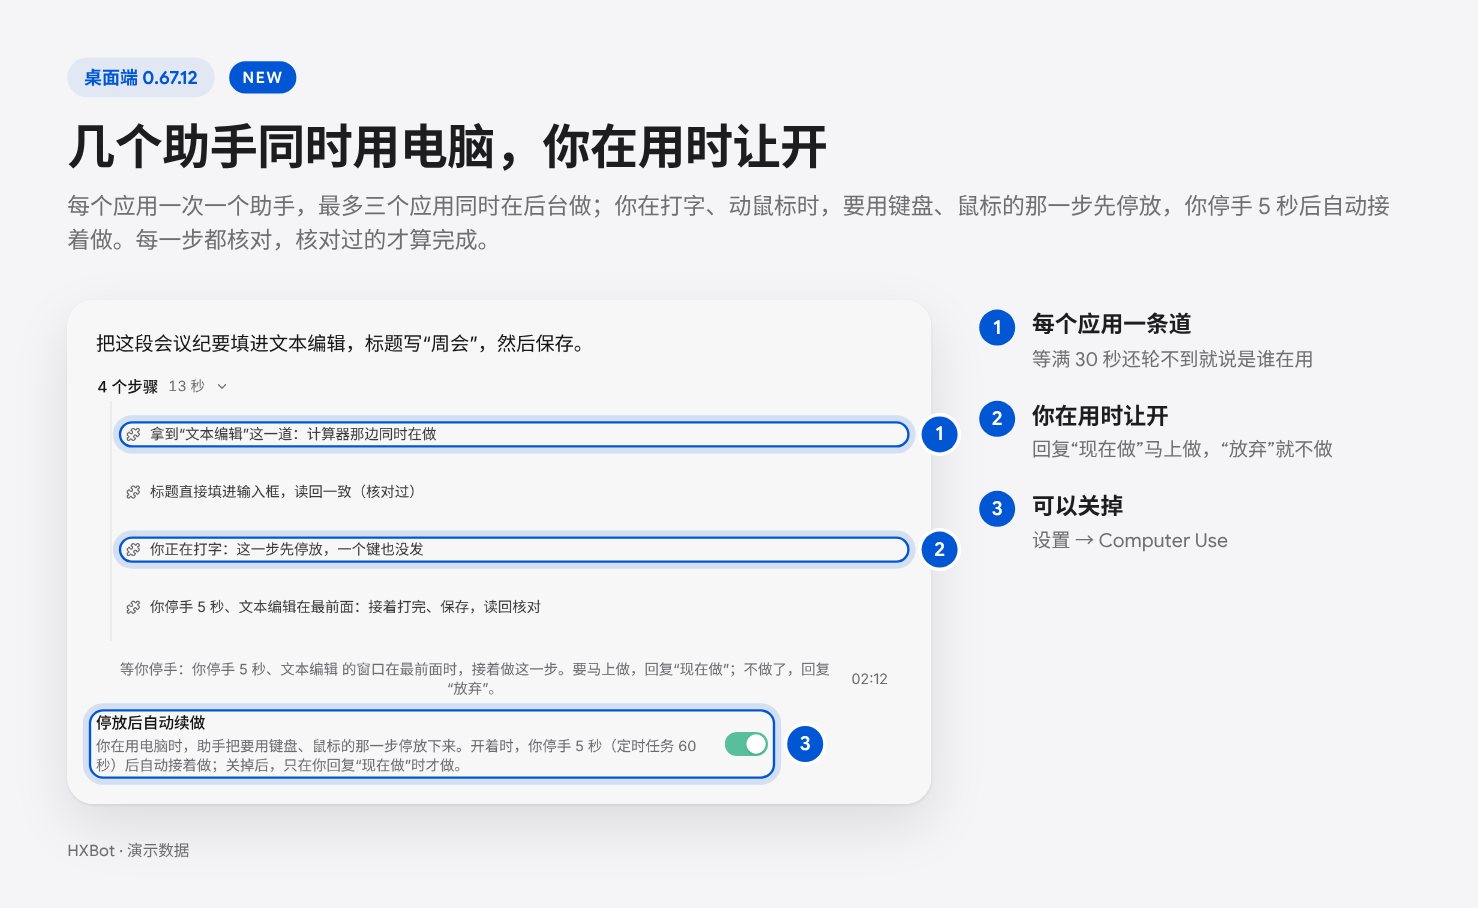 桌面端 0.67.12
NEW
几个助手同时用电脑，你在用时让开
每个应用一次一个助手，最多三个应用同时在后台做；你在打字、动鼠标时，要用键盘、鼠标的那一步先停放，你停手 5 秒后自动接
着做。每一步都核对，核对过的才算完成。
把这段会议纪要填进文本编辑，标题写“周会”，然后保存。
4 个步骤 13 秒
拿到“文本编辑”这一道：计算器那边同时在做
1
标题直接填进输入框，读回一致（核对过）
你正在打字：这一步先停放，一个键也没发
2
你停手 5 秒、文本编辑在最前面：接着打完、保存，读回核对
等你停手：你停手 5 秒、文本编辑 的窗口在最前面时，接着做这一步。要马上做，回复“现在做”；不做了，回复
“放弃”。
02:12
停放后自动续做
你在用电脑时，助手把要用键盘、鼠标的那一步停放下来。开着时，你停手 5 秒（定时任务 60
秒）后自动接着做；关掉后，只在你回复“现在做”时才做。
3
1
每个应用一条道
等满 30 秒还轮不到就说是谁在用
2
你在用时让开
回复“现在做”马上做，“放弃”就不做
3
可以关掉
设置 → Computer Use
HXBot · 演示数据